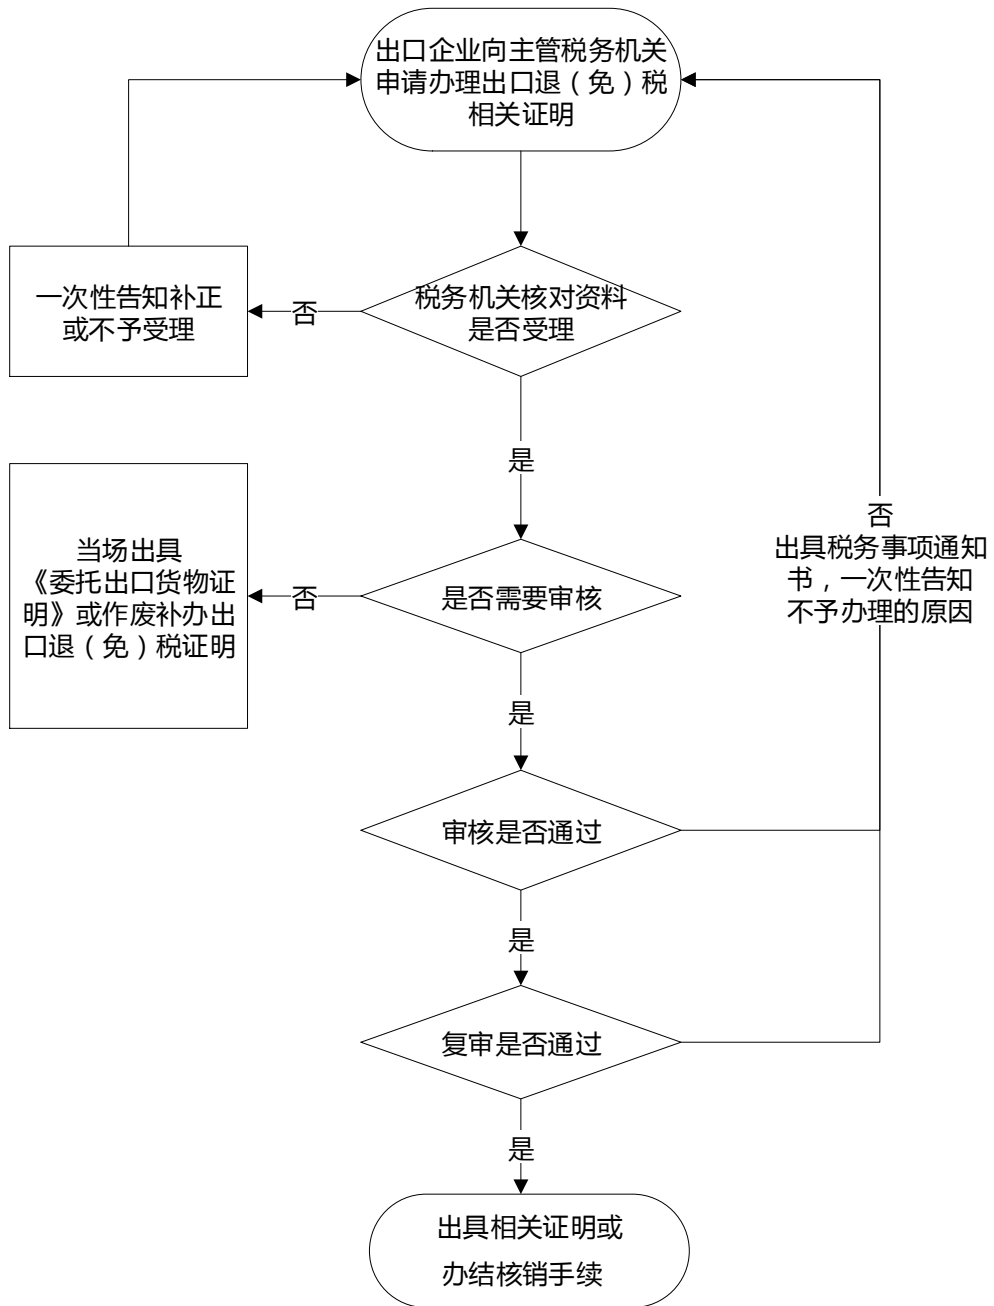 出口企业向主管税务机关
申请办理出口退（免）税
相关证明
税务机关核对资料
是否受理
否
一次性告知补正
或不予受理
是
是否需要审核
否
当场出具
《委托出口货物证
明》或作废补办出
口退（免）税证明
否
出具税务事项通知
书，一次性告知
不予办理的原因
是
审核是否通过
是
复审是否通过
是
出具相关证明或
办结核销手续